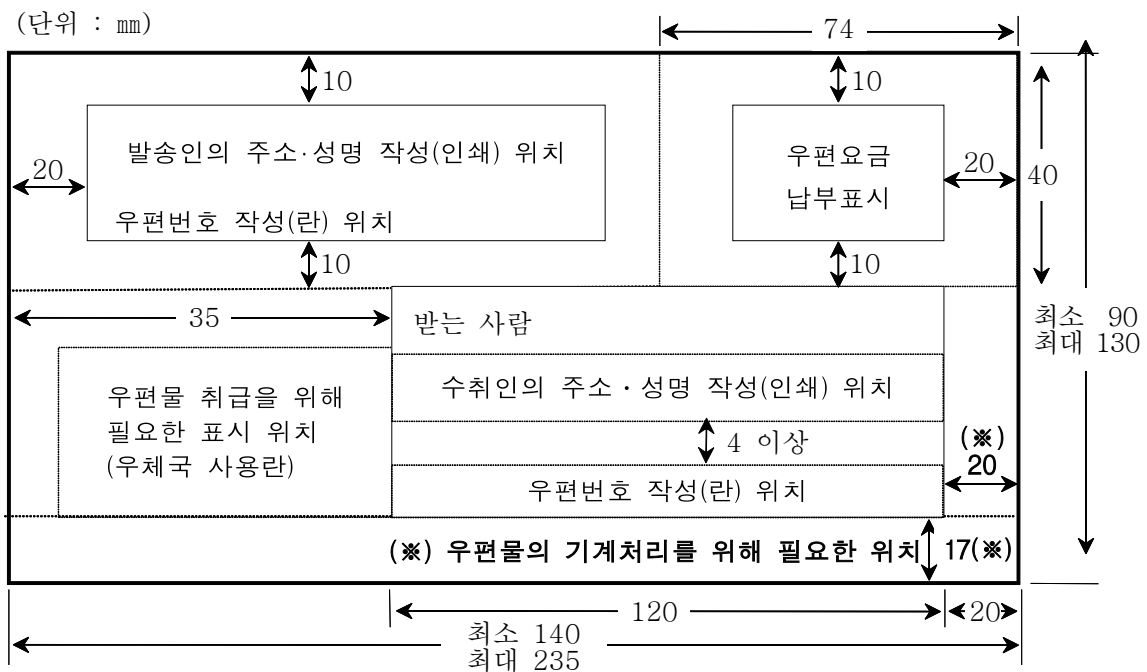 (단위 : ㎜)
74
10
10
발송인의 주소·성명 작성(인쇄) 위치
우편번호 작성(란) 위치
20
우편요금
납부표시
20
40
10
10
35
받는 사람
최소 90
최대 130
우편물 취급을 위해
필요한 표시 위치
(우체국 사용란)
수취인의 주소·성명 작성(인쇄) 위치
4 이상
(※)
20
우편번호 작성(란) 위치
(※) 우편물의 기계처리를 위해 필요한 위치
17(※)
120
20
최소 140
최대 235